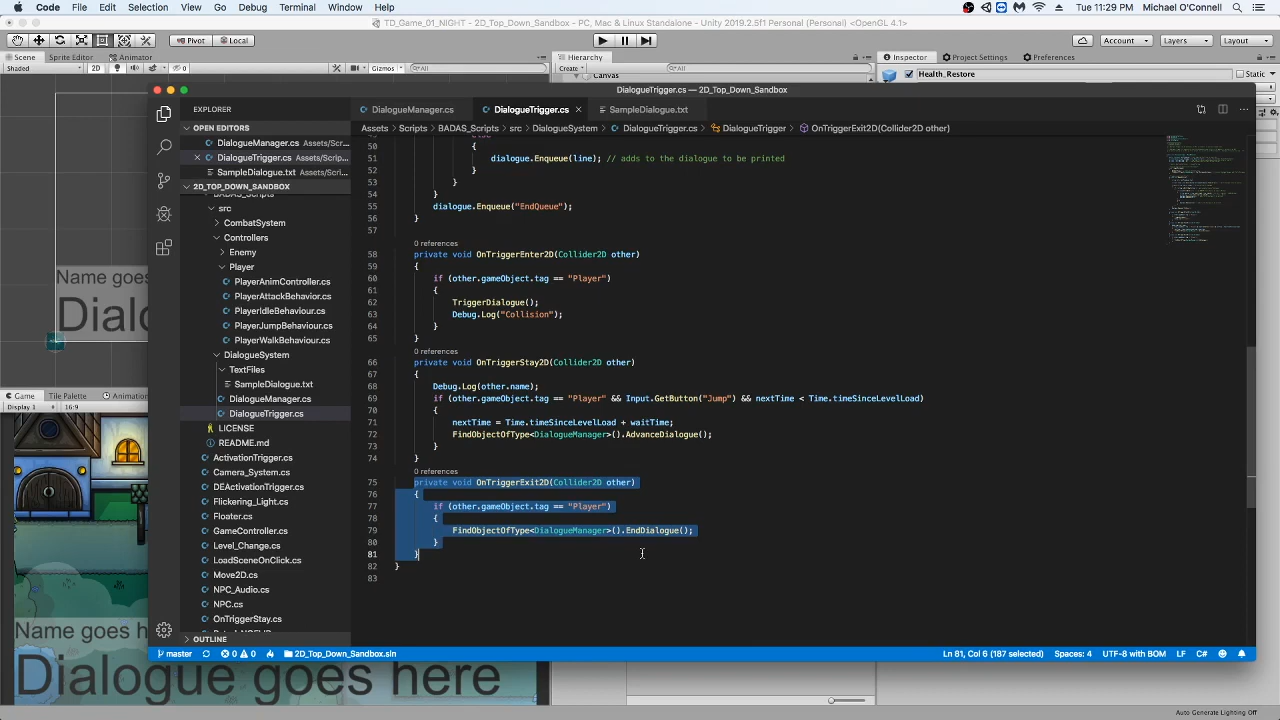 Code File Edit Selection View Go Debug Terminal Window Help
Tue 11:29 PM Michael O'Connell
TD_Game_01_NIGHT - 2D_Top_Down_Sandbox - PC, Mac & Linux Standalone - Unity 2019.2.5f1 Personal (Personal) <OpenGL 4.1>
Pivot Local
Account Layers Layout
Scene Sprite Editor Animator
Hierarchy
Inspector Project Settings Preferences
Shaded 2D 0 Gizmos All
Create All
Canvas
Health_Restore Static
DialogueTrigger.cs — 2D_Top_Down_Sandbox
EXPLORER
OPEN EDITORS
DialogueManager.cs Assets/Scri...
DialogueTrigger.cs Assets/Scrip...
SampleDialogue.txt Assets/Scri...
2D_TOP_DOWN_SANDBOX
BADAS_Scripts
src
CombatSystem
Controllers
Enemy
Player
PlayerAnimController.cs
PlayerAttackBehavior.cs
PlayerIdleBehaviour.cs
PlayerJumpBehaviour.cs
PlayerWalkBehaviour.cs
DialogueSystem
TextFiles
SampleDialogue.txt
DialogueManager.cs
DialogueTrigger.cs
LICENSE
README.md
ActivationTrigger.cs
Camera_System.cs
DEActivationTrigger.cs
Flickering_Light.cs
Floater.cs
GameController.cs
Level_Change.cs
LoadSceneOnClick.cs
Move2D.cs
NPC_Audio.cs
NPC.cs
OnTriggerStay.cs
OUTLINE
DialogueManager.cs DialogueTrigger.cs SampleDialogue.txt
Assets > Scripts > BADAS_Scripts > src > DialogueSystem > DialogueTrigger.cs > DialogueTrigger > OnTriggerExit2D(Collider2D other)
49 else
50 {
51 dialogue.Enqueue(line); // adds to the dialogue to be printed
52 }
53 }
54 }
55 dialogue.Enqueue("EndQueue");
56 }
57
0 references
58 private void OnTriggerEnter2D(Collider2D other)
59 {
60 if (other.gameObject.tag == "Player")
61 {
62 TriggerDialogue();
63 Debug.Log("Collision");
64 }
65 }
0 references
66 private void OnTriggerStay2D(Collider2D other)
67 {
68 Debug.Log(other.name);
69 if (other.gameObject.tag == "Player" && Input.GetButton("Jump") && nextTime < Time.timeSinceLevelLoad)
70 {
71 nextTime = Time.timeSinceLevelLoad + waitTime;
72 FindObjectOfType<DialogueManager>().AdvanceDialogue();
73 }
74 }
0 references
75 private void OnTriggerExit2D(Collider2D other)
76 {
77 if (other.gameObject.tag == "Player")
78 {
79 FindObjectOfType<DialogueManager>().EndDialogue();
80 }
81 }
82 }
83
Name goes
Dialo
Game Tile Palette Animation
Display 1 16:9
Name goes h
Dialogue goes here
master 0 0 2D_Top_Down_Sandbox.sln
Ln 81, Col 6 (187 selected) Spaces: 4 UTF-8 with BOM LF C#
Auto Generate Lighting Off